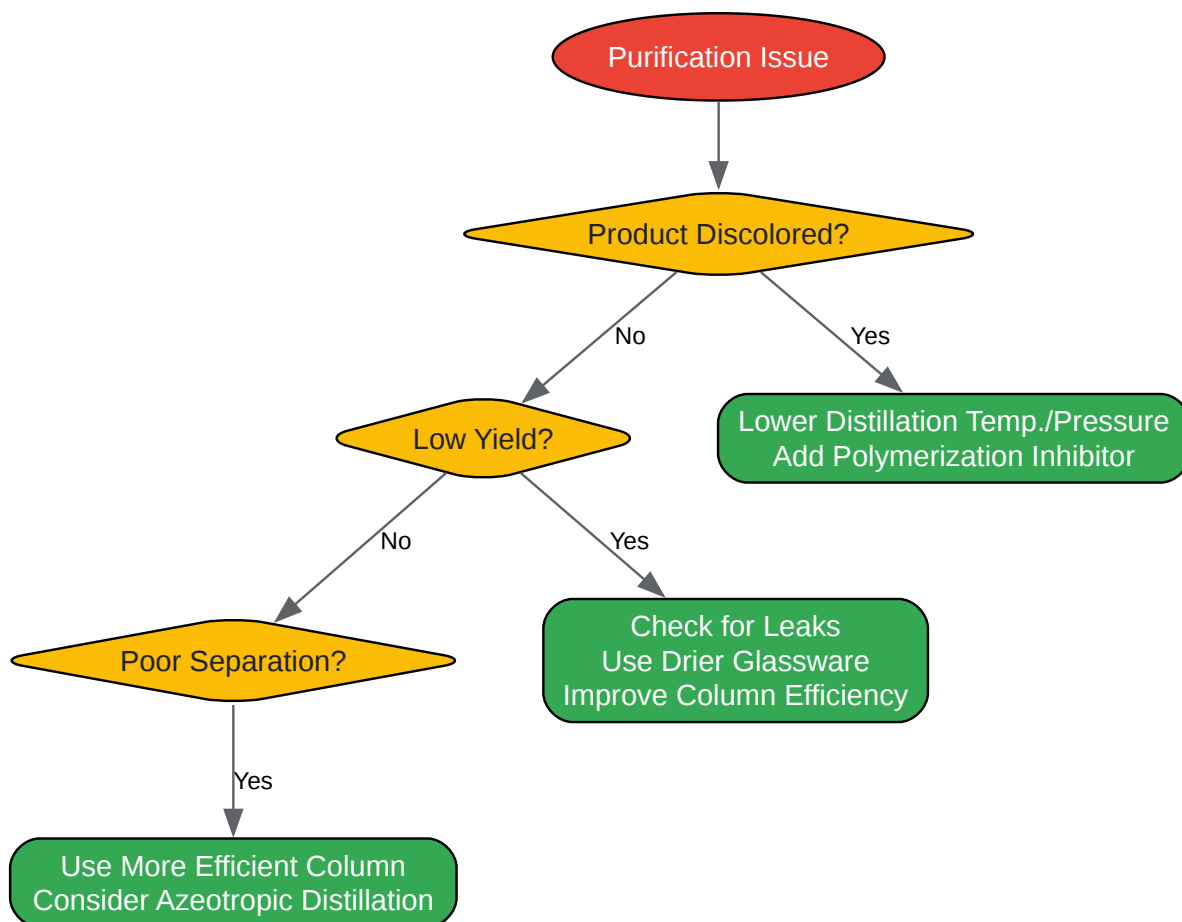 Purification Issue
Product Discolored?
No
Yes
Low Yield?
Lower Distillation Temp./Pressure
Add Polymerization Inhibitor
No
Yes
Poor Separation?
Check for Leaks
Use Drier Glassware
Improve Column Efficiency
Yes
Use More Efficient Column
Consider Azeotropic Distillation